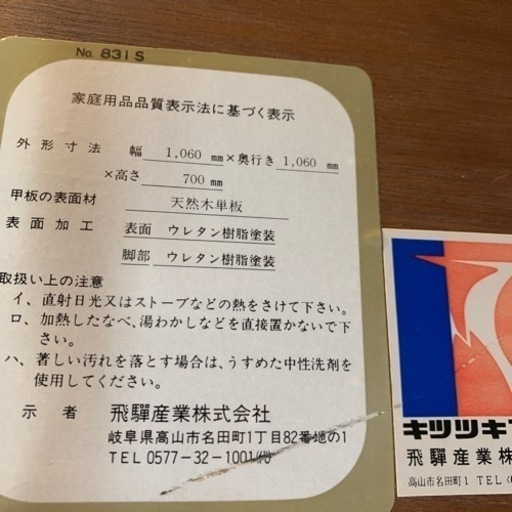 No. 831S
家庭用品品質表示法に基づく表示
外形寸法 幅 1,060 mm×奥行き 1,060 mm
×高さ 700 mm
甲板の表面材 天然木単板
表面加工 表面 ウレタン樹脂塗装
脚部 ウレタン樹脂塗装
取扱い上の注意
イ、直射日光又はストーブなどの熱をさけて下さい。
ロ、加熱したなべ、湯わかしなどを直接置かないで下
さい。
ハ、著しい汚れを落とす場合は、うすめた中性洗剤を
使用してください。
示者 飛驒産業株式会社
岐阜県高山市名田町1丁目82番地の1
TEL 0577-32-1001㈹
キツツキ
飛驒産業株
高山市名田町1 TEL